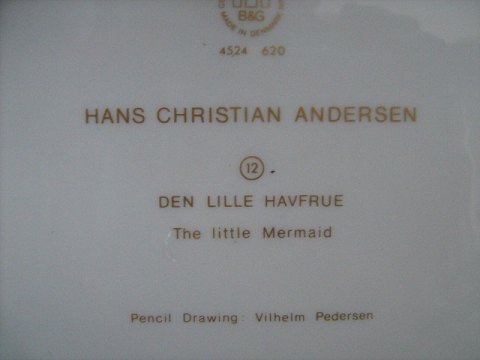 B&G
MADE IN DENMARK
4524 620
HANS CHRISTIAN ANDERSEN
12
DEN LILLE HAVFRUE
The little Mermaid
Pencil Drawing: Vilhelm Pedersen